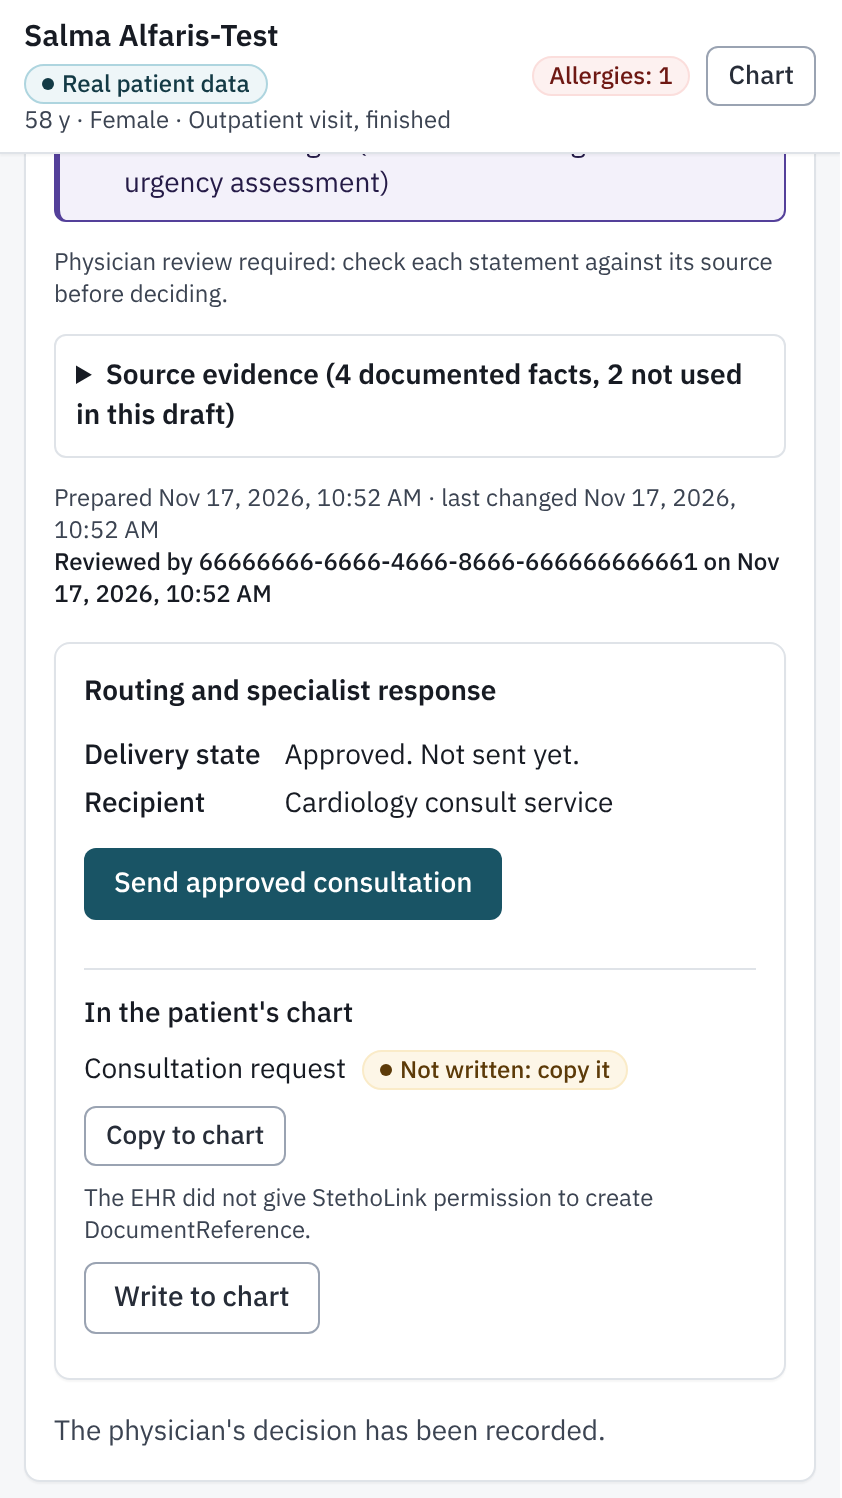 Salma Alfaris-Test
Real patient data
58 y · Female · Outpatient visit, finished
Allergies: 1
Chart
urgency assessment)
Physician review required: check each statement against its source
before deciding.
Source evidence (4 documented facts, 2 not used
in this draft)
Prepared Nov 17, 2026, 10:52 AM · last changed Nov 17, 2026,
10:52 AM
Reviewed by 66666666-6666-4666-8666-666666666661 on Nov
17, 2026, 10:52 AM
Routing and specialist response
Delivery state Approved. Not sent yet.
Recipient Cardiology consult service
Send approved consultation
In the patient's chart
Consultation request Not written: copy it
Copy to chart
The EHR did not give StethoLink permission to create
DocumentReference.
Write to chart
The physician's decision has been recorded.